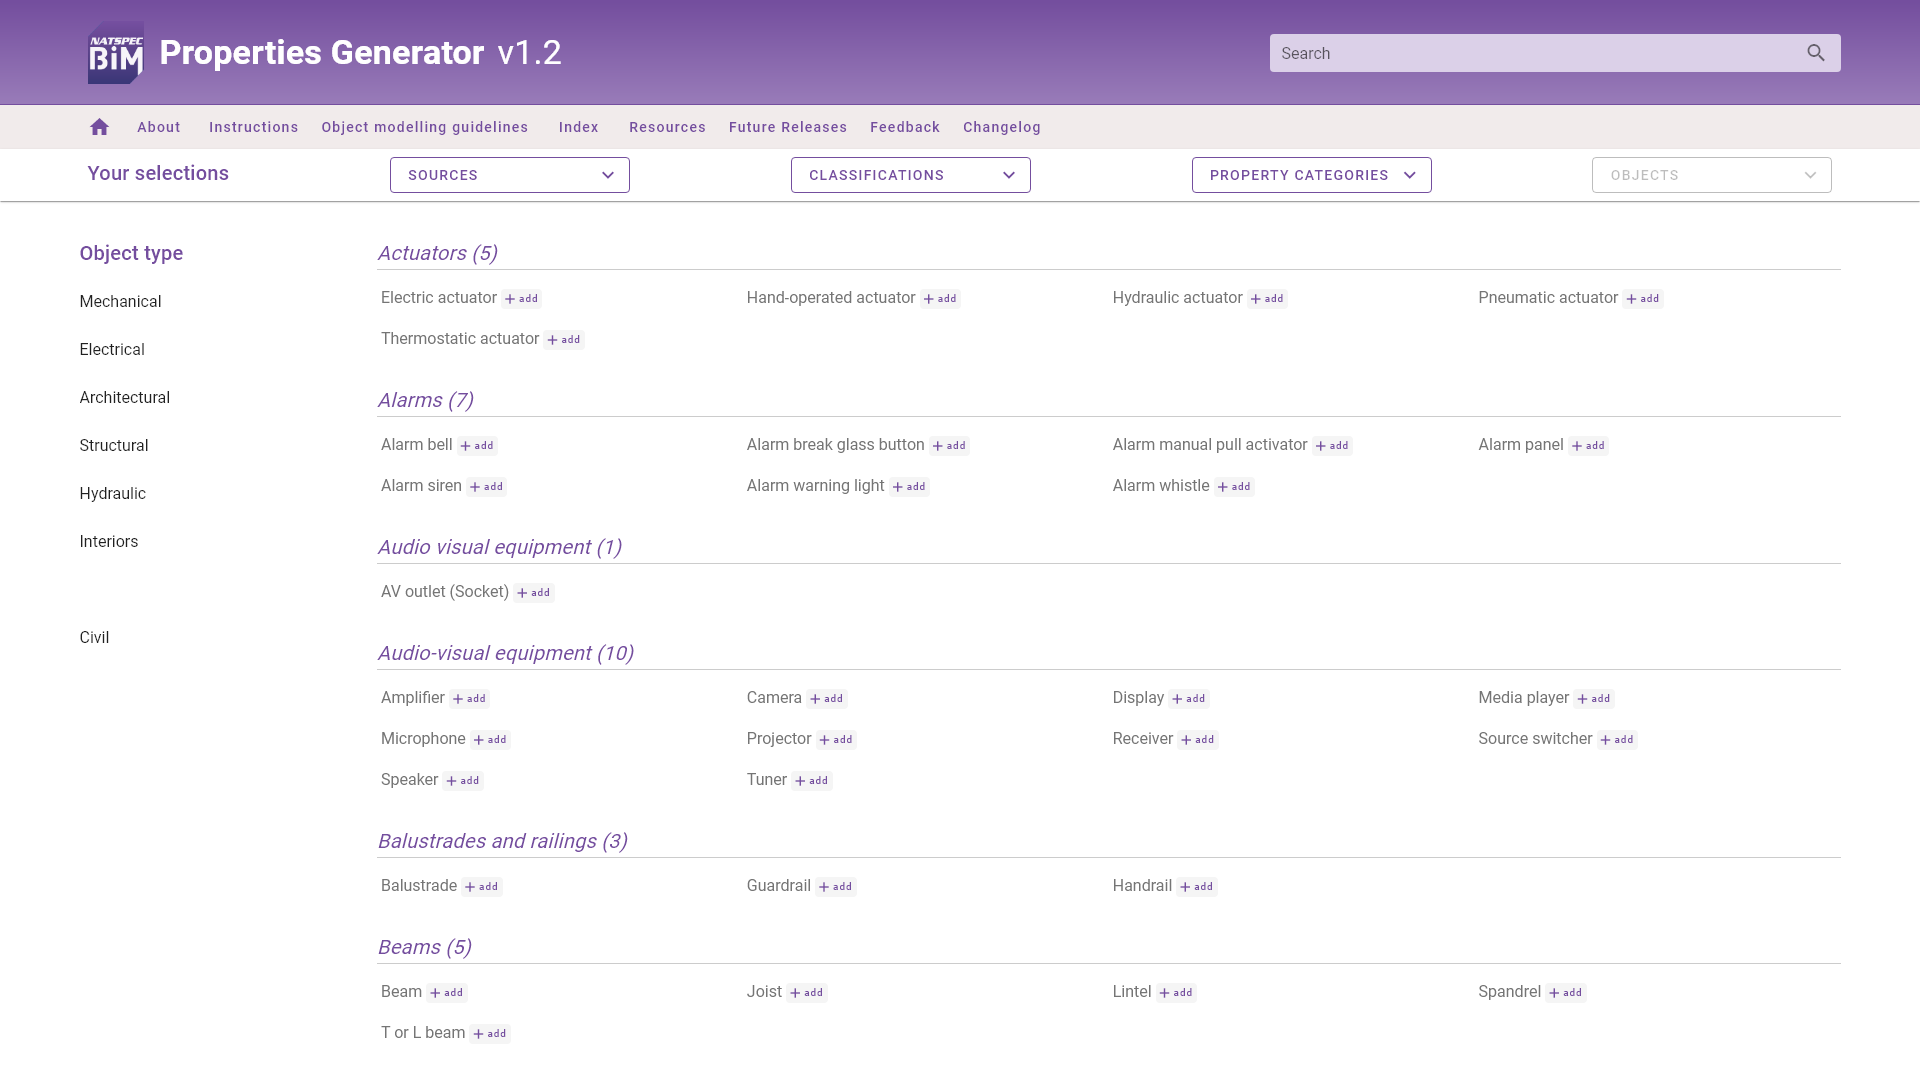 NATSPEC
BiM
Properties Generator v1.2
Search
About Instructions Object modelling guidelines Index Resources Future Releases Feedback Changelog
Your selections SOURCES CLASSIFICATIONS PROPERTY CATEGORIES OBJECTS
Object type
Mechanical
Electrical
Architectural
Structural
Hydraulic
Interiors
Civil
Actuators (5)
Electric actuator + add Hand-operated actuator + add Hydraulic actuator + add Pneumatic actuator + add
Thermostatic actuator + add
Alarms (7)
Alarm bell + add Alarm break glass button + add Alarm manual pull activator + add Alarm panel + add
Alarm siren + add Alarm warning light + add Alarm whistle + add
Audio visual equipment (1)
AV outlet (Socket) + add
Audio-visual equipment (10)
Amplifier + add Camera + add Display + add Media player + add
Microphone + add Projector + add Receiver + add Source switcher + add
Speaker + add Tuner + add
Balustrades and railings (3)
Balustrade + add Guardrail + add Handrail + add
Beams (5)
Beam + add Joist + add Lintel + add Spandrel + add
T or L beam + add